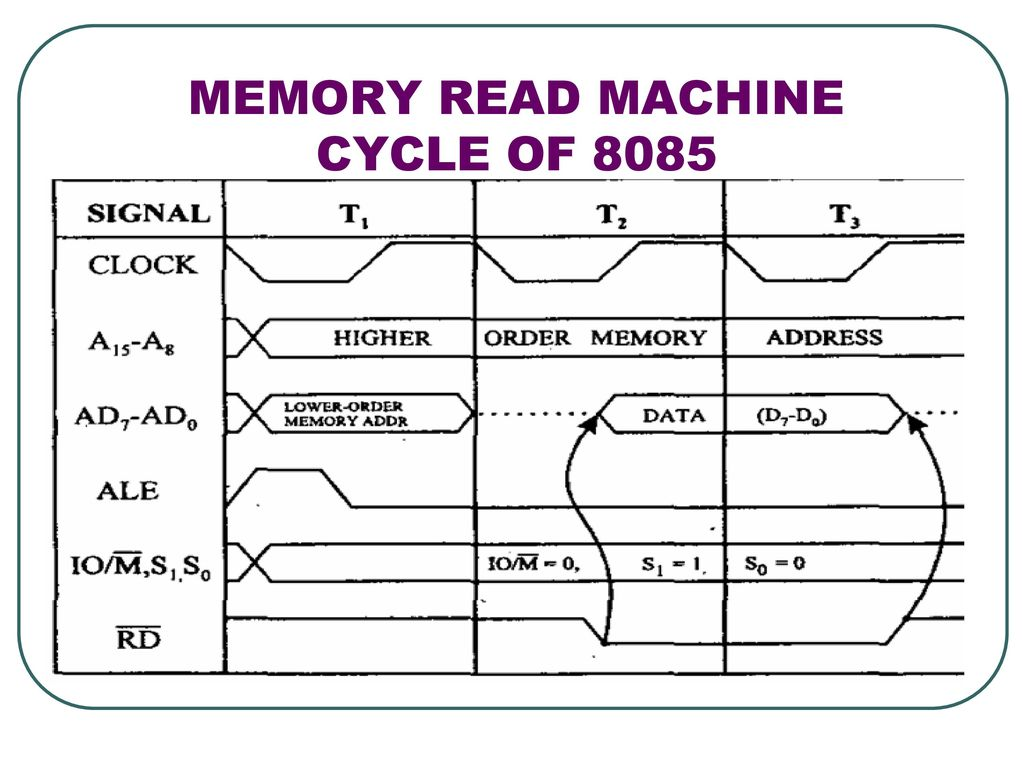 MEMORY READ MACHINE
CYCLE OF 8085
SIGNAL T₁ T₂ T₃
CLOCK
A₁₅-A₈ HIGHER ORDER MEMORY ADDRESS
AD₇-AD₀ LOWER-ORDER
MEMORY ADDR DATA (D₇-D₀)
ALE
IO/M̅,S₁,S₀ IO/M̅ = 0, S₁ = 1, S₀ = 0
R̅D̅